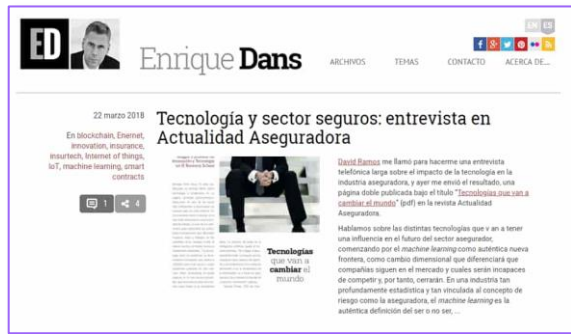 EN ES
ED
Enrique Dans
ARCHIVOS TEMAS CONTACTO ACERCA DE...
22 marzo 2018
En blockchain, Enernet,
innovation, insurance,
insurtech, Internet of things,
IoT, machine learning, smart
contracts
1 4
Tecnología y sector seguros: entrevista en
Actualidad Aseguradora
Tecnologías
que van a
cambiar el
mundo
David Ramos me llamó para hacerme una entrevista
telefónica larga sobre el impacto de la tecnología en la
industria aseguradora, y ayer me envió el resultado, una
página doble publicada bajo el título "Tecnologías que van a
cambiar el mundo" (pdf) en la revista Actualidad
Aseguradora.
Hablamos sobre las distintas tecnologías que v an a tener
una influencia en el futuro del sector asegurador,
comenzando por el machine learning como auténtica nueva
frontera, como cambio dimensional que diferenciará que
compañías siguen en el mercado y cuales serán incapaces
de competir y, por tanto, cerrarán. En una industria tan
profundamente estadística y tan vinculada al concepto de
riesgo como la aseguradora, el machine learning es la
auténtica definición del ser o no ser, ...